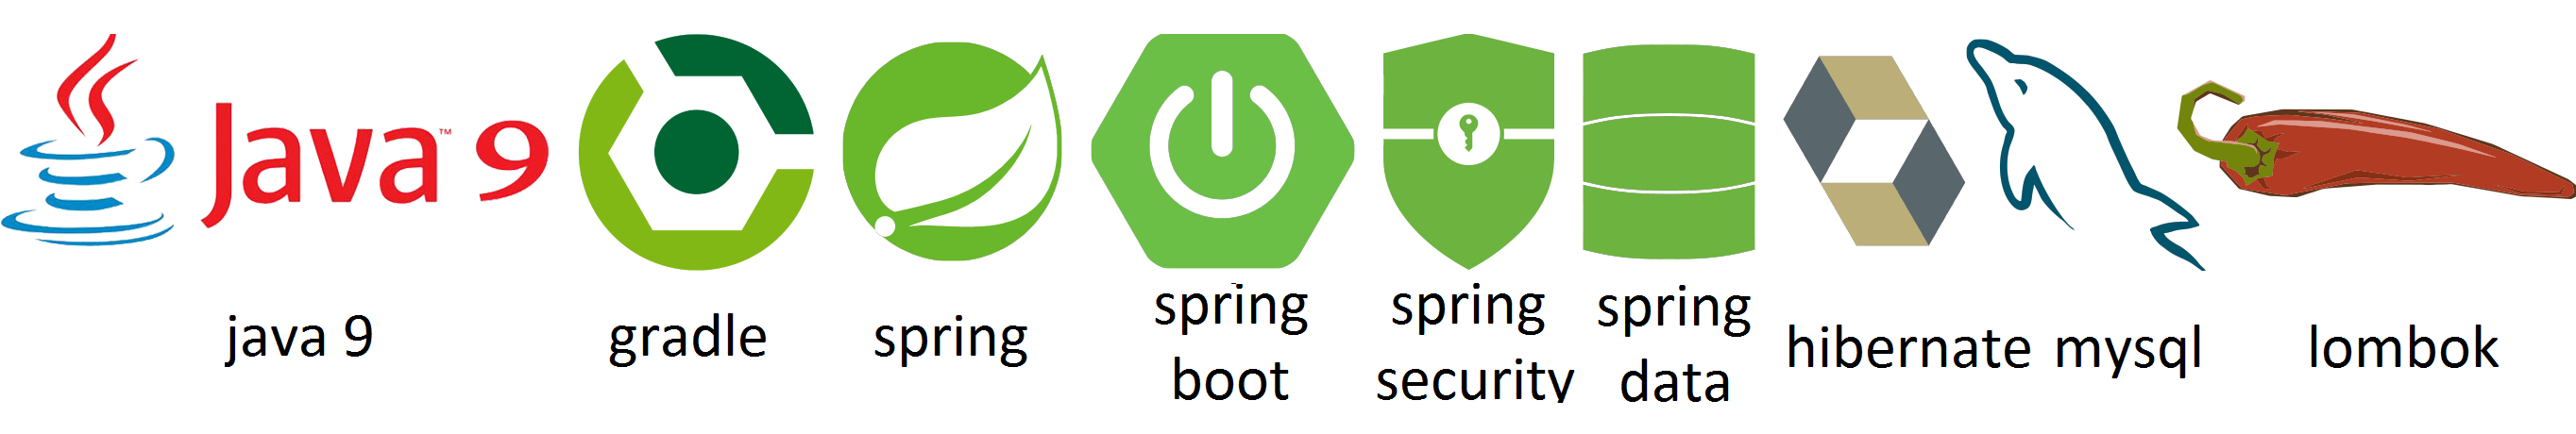 Java™ 9
java 9
gradle
spring
spring
boot
spring
security
spring
data
hibernate
mysql
lombok